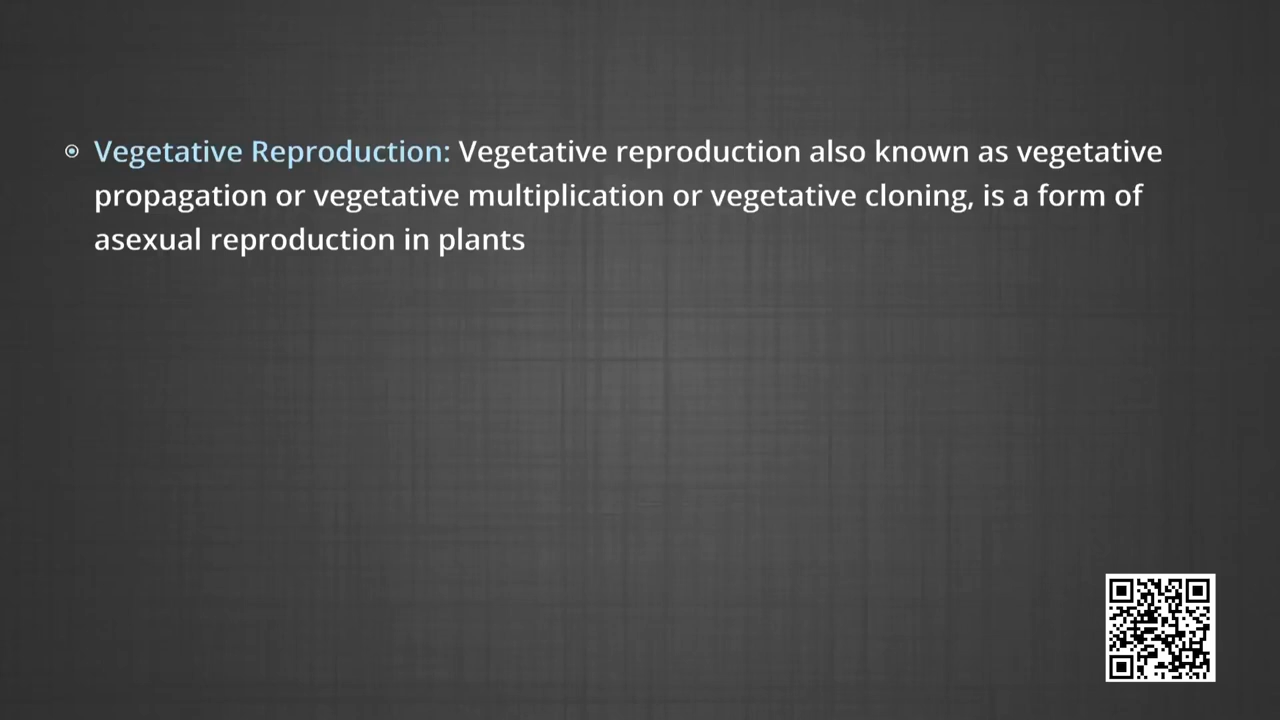 Vegetative Reproduction: Vegetative reproduction also known as vegetative
propagation or vegetative multiplication or vegetative cloning, is a form of
asexual reproduction in plants